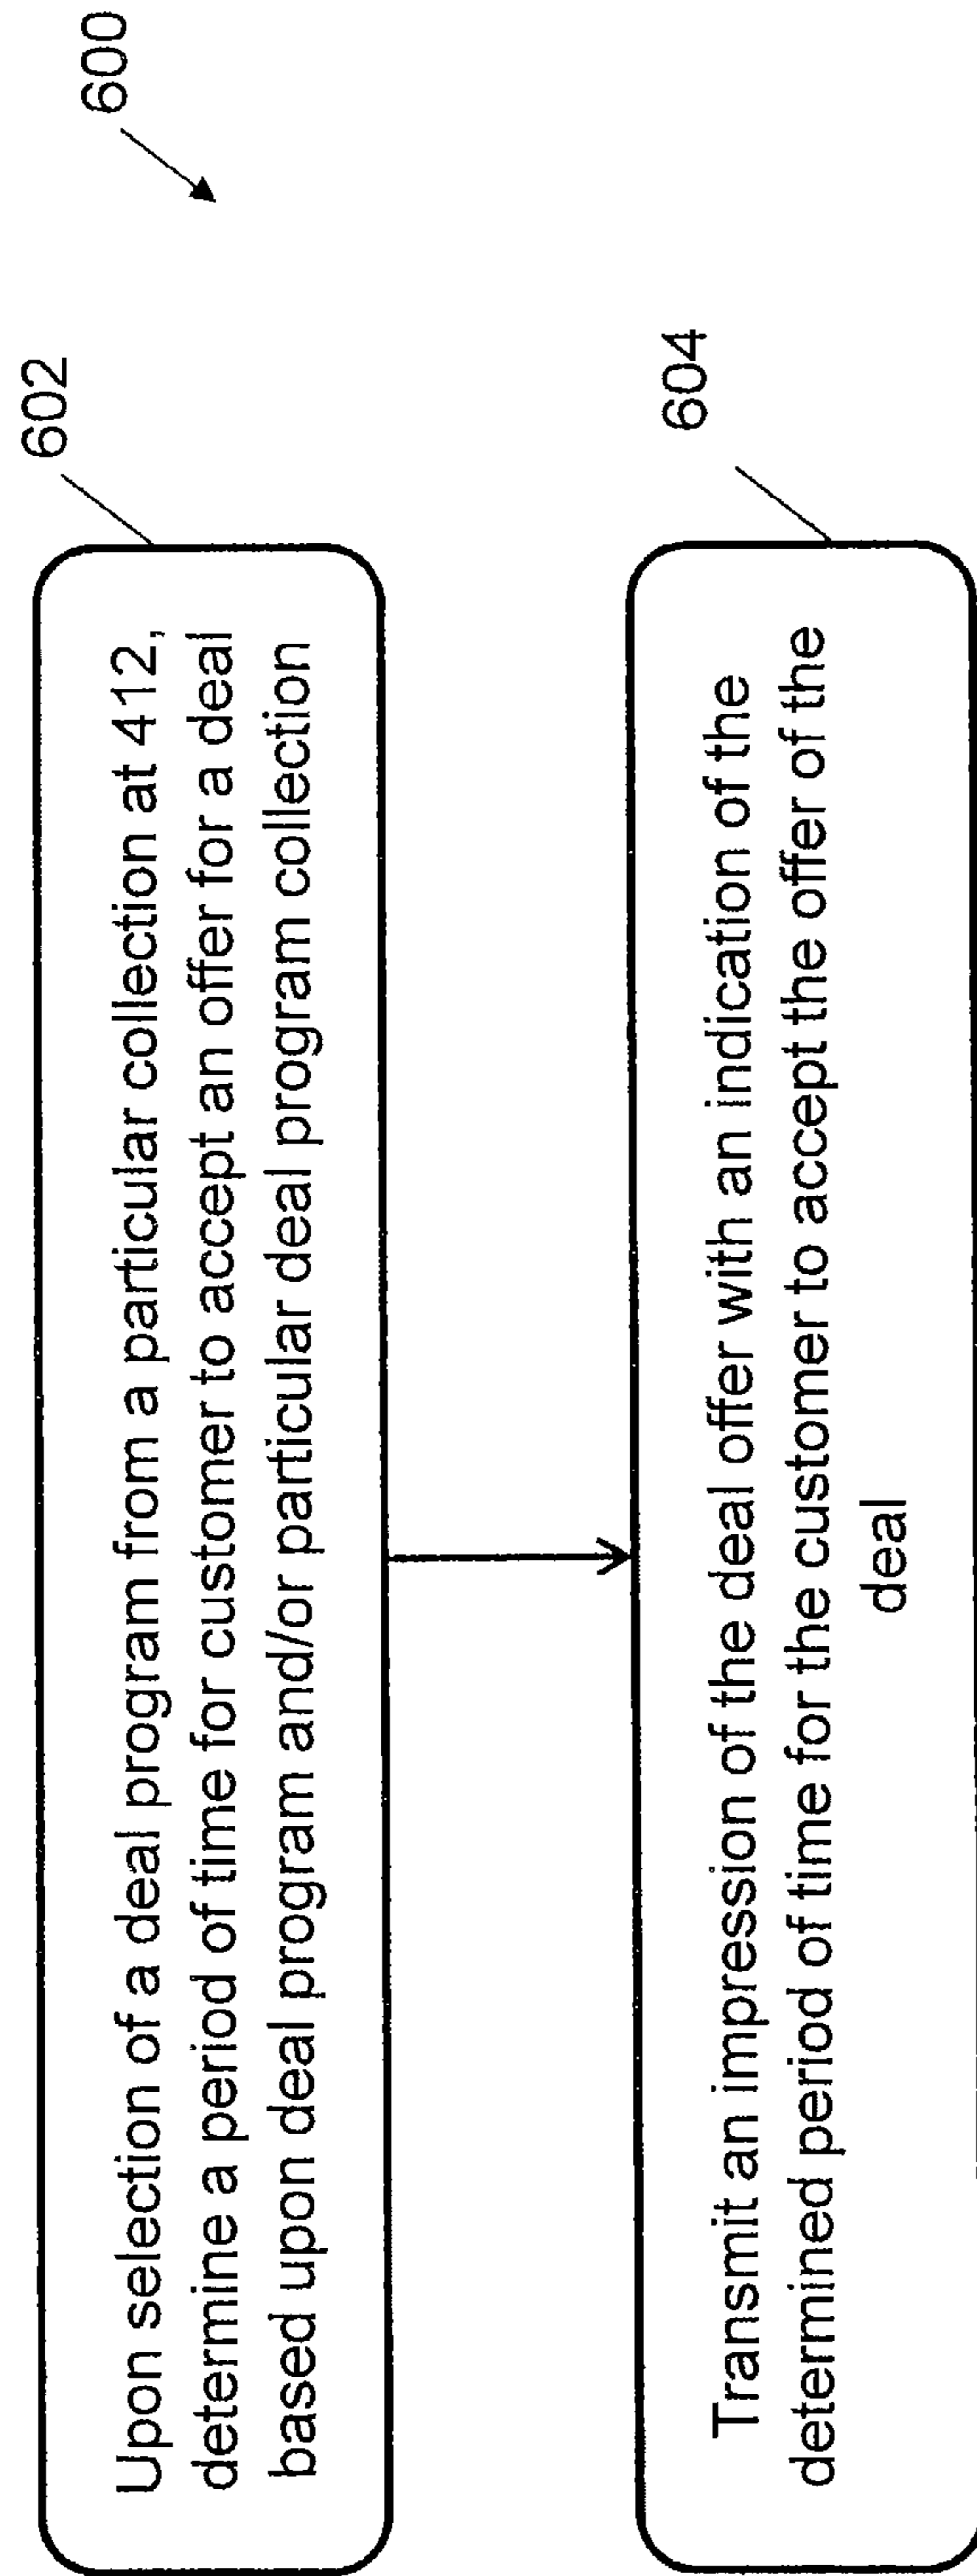 600
602
Upon selection of a deal program from a particular collection at 412,
determine a period of time for customer to accept an offer for a deal
based upon deal program and/or particular deal program collection
604
Transmit an impression of the deal offer with an indication of the
determined period of time for the customer to accept the offer of the
deal